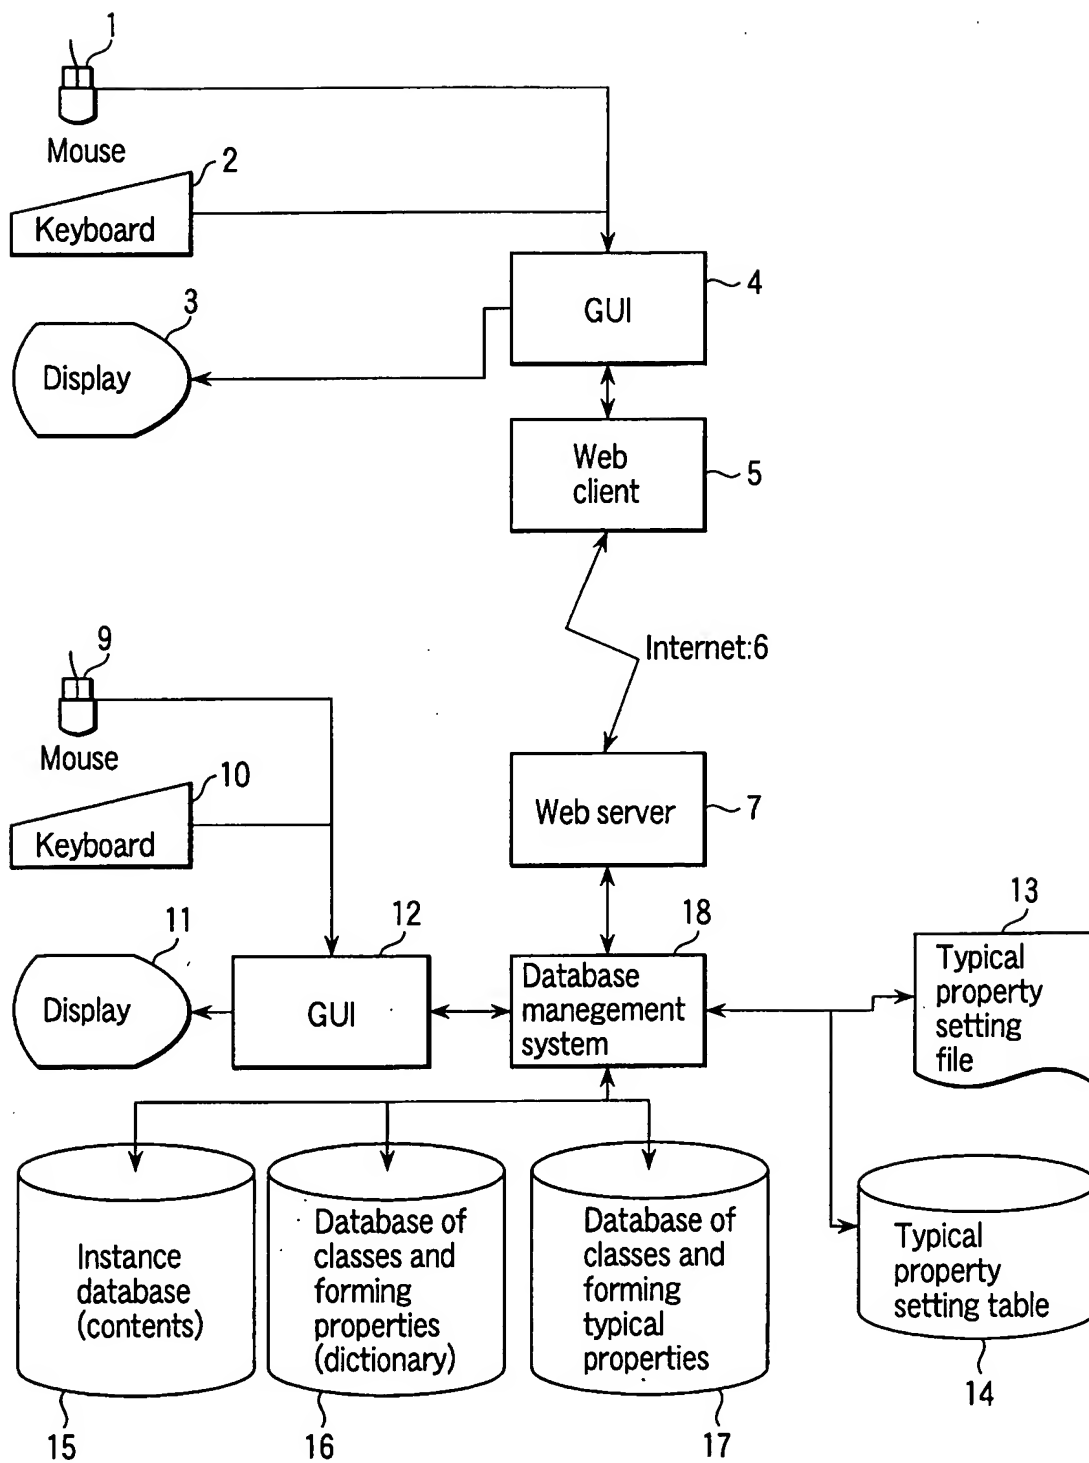 1
Mouse
2
Keyboard
3
Display
GUI
4
Web
client
5
Internet:6
9
Mouse
10
Keyboard
Web server
7
11
Display
12
GUI
18
Database
manegement
system
13
Typical
property
setting
file
Instance
database
(contents)
15
Database of
classes and
forming
properties
(dictionary)
16
Database of
classes and
forming
typical
properties
17
Typical
property
setting table
14